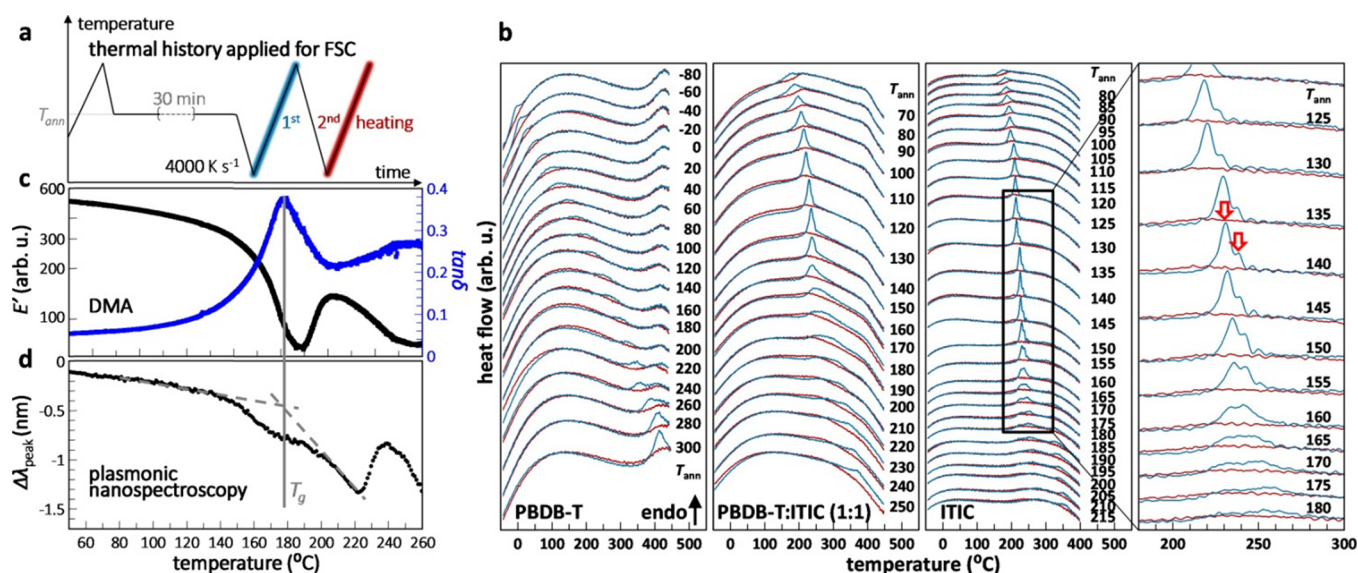 a
temperature
thermal history applied for FSC
T_ann
30 min
1st
2nd
heating
4000 K s⁻¹
time
b
-80
-60
-40
-20
0
20
40
60
80
100
120
140
160
180
200
220
240
260
280
300
T_ann
PBDB-T
endo
T_ann
70
80
90
100
110
120
130
140
150
160
170
180
190
200
210
220
230
240
250
PBDB-T:ITIC (1:1)
T_ann
80
85
90
95
100
105
110
115
120
125
130
135
140
145
150
155
160
165
170
175
180
185
190
195
200
205
210
215
ITIC
T_ann
125
130
135
140
145
150
155
160
165
170
175
180
heat flow (arb. u.)
0 100 200 300 400 500
0 100 200 300 400
0 100 200 300 400 500
200 250 300
temperature (°C)
c
600
300
200
100
E' (arb. u.)
DMA
0.4
0.3
0.2
0.1
0
tanδ
d
0
-0.5
-1.0
-1.5
Δλpeak (nm)
plasmonic
nanospectroscopy
T_g
60 80 100 120 140 160 180 200 220 240 260
temperature (°C)